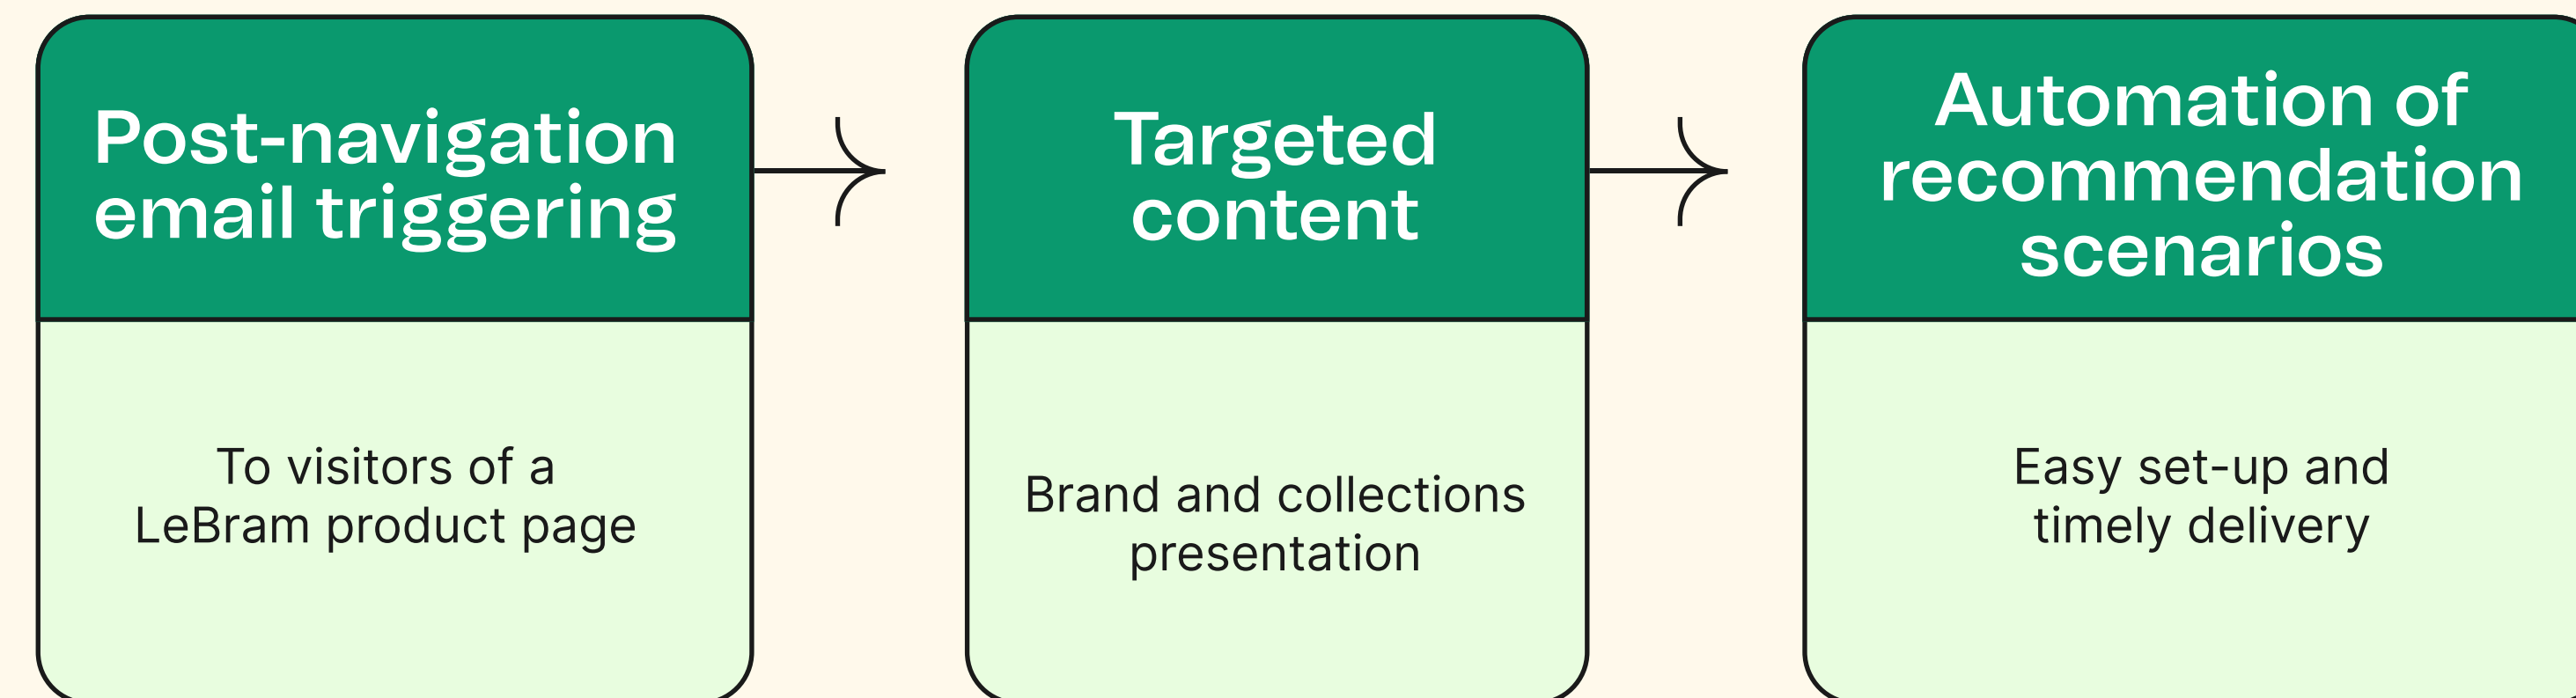 Post-navigation
email triggering
To visitors of a
LeBram product page
Targeted
content
Brand and collections
presentation
Automation of
recommendation
scenarios
Easy set-up and
timely delivery